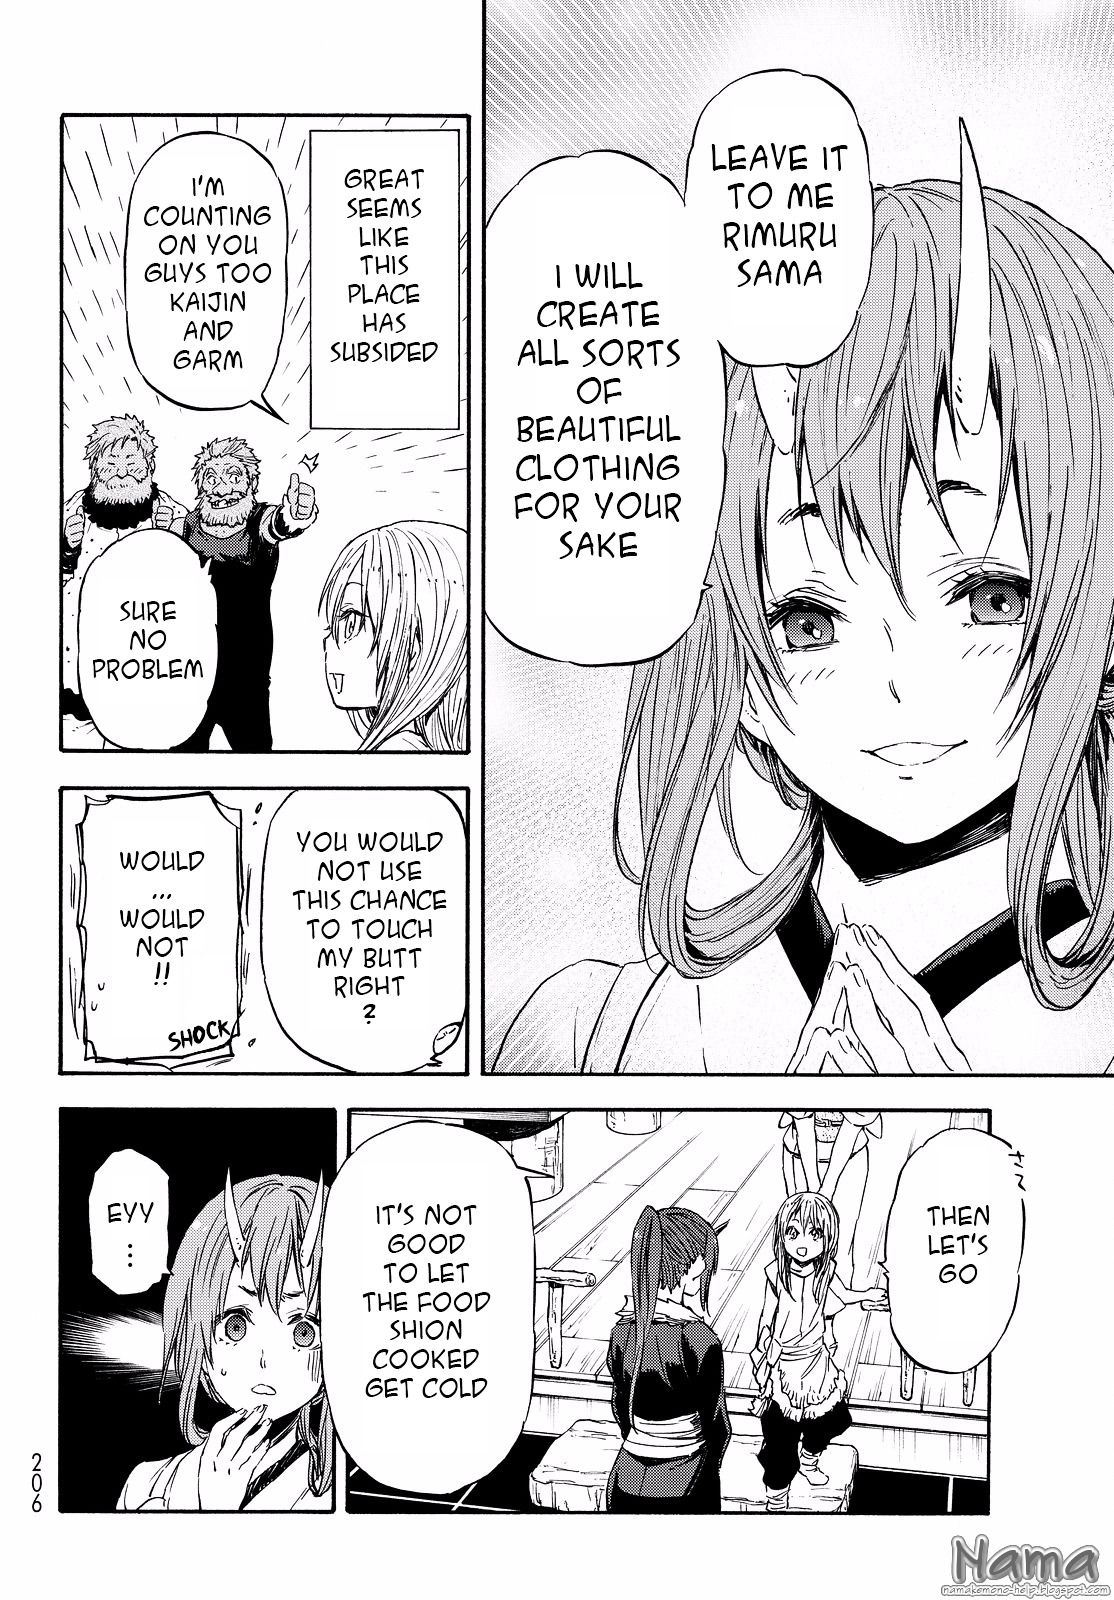 LEAVE IT
TO ME
RIMURU
SAMA
I WILL
CREATE
ALL SORTS
OF
BEAUTIFUL
CLOTHING
FOR YOUR
SAKE
GREAT
SEEMS
LIKE
THIS
PLACE
HAS
SUBSIDED
I'M
COUNTING
ON YOU
GUYS TOO
KAIJIN
AND
GARM
SURE
NO
PROBLEM
YOU WOULD
NOT USE
THIS CHANCE
TO TOUCH
MY BUTT
RIGHT
?
WOULD
...
WOULD
NOT
!!
SHOCK
THEN
LET'S
GO
IT'S NOT
GOOD
TO LET
THE FOOD
SHION
COOKED
GET COLD
EYY
...
206
Nama
namakemono-help.blogspot.com